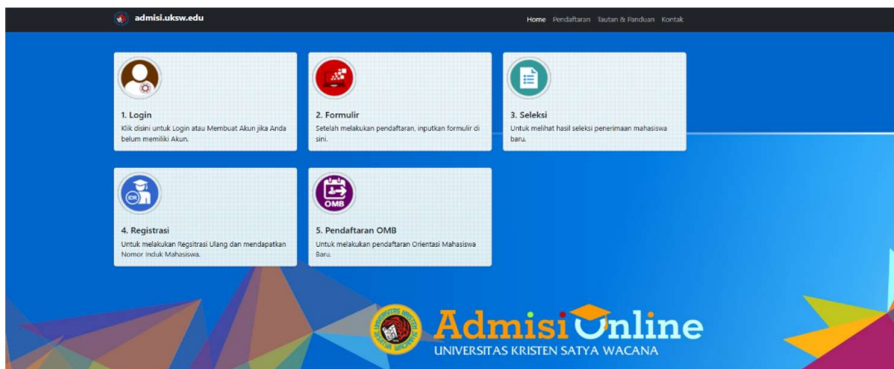 admisi.uksw.edu
Home Pendaftaran Tautan & Panduan Kontak
1. Login
Klik disini untuk Login atau Membuat Akun jika Anda
belum memiliki Akun.
2. Formulir
Setelah melakukan pendaftaran, inputkan formulir di
sini.
3. Seleksi
Untuk melihat hasil seleksi penerimaan mahasiswa
baru.
4. Registrasi
Untuk melakukan Regsitrasi Ulang dan mendapatkan
Nomor Induk Mahasiswa.
OMB
5. Pendaftaran OMB
Untuk melakukan pendaftaran Orientasi Mahasiswa
Baru.
Admisi Online
UNIVERSITAS KRISTEN SATYA WACANA